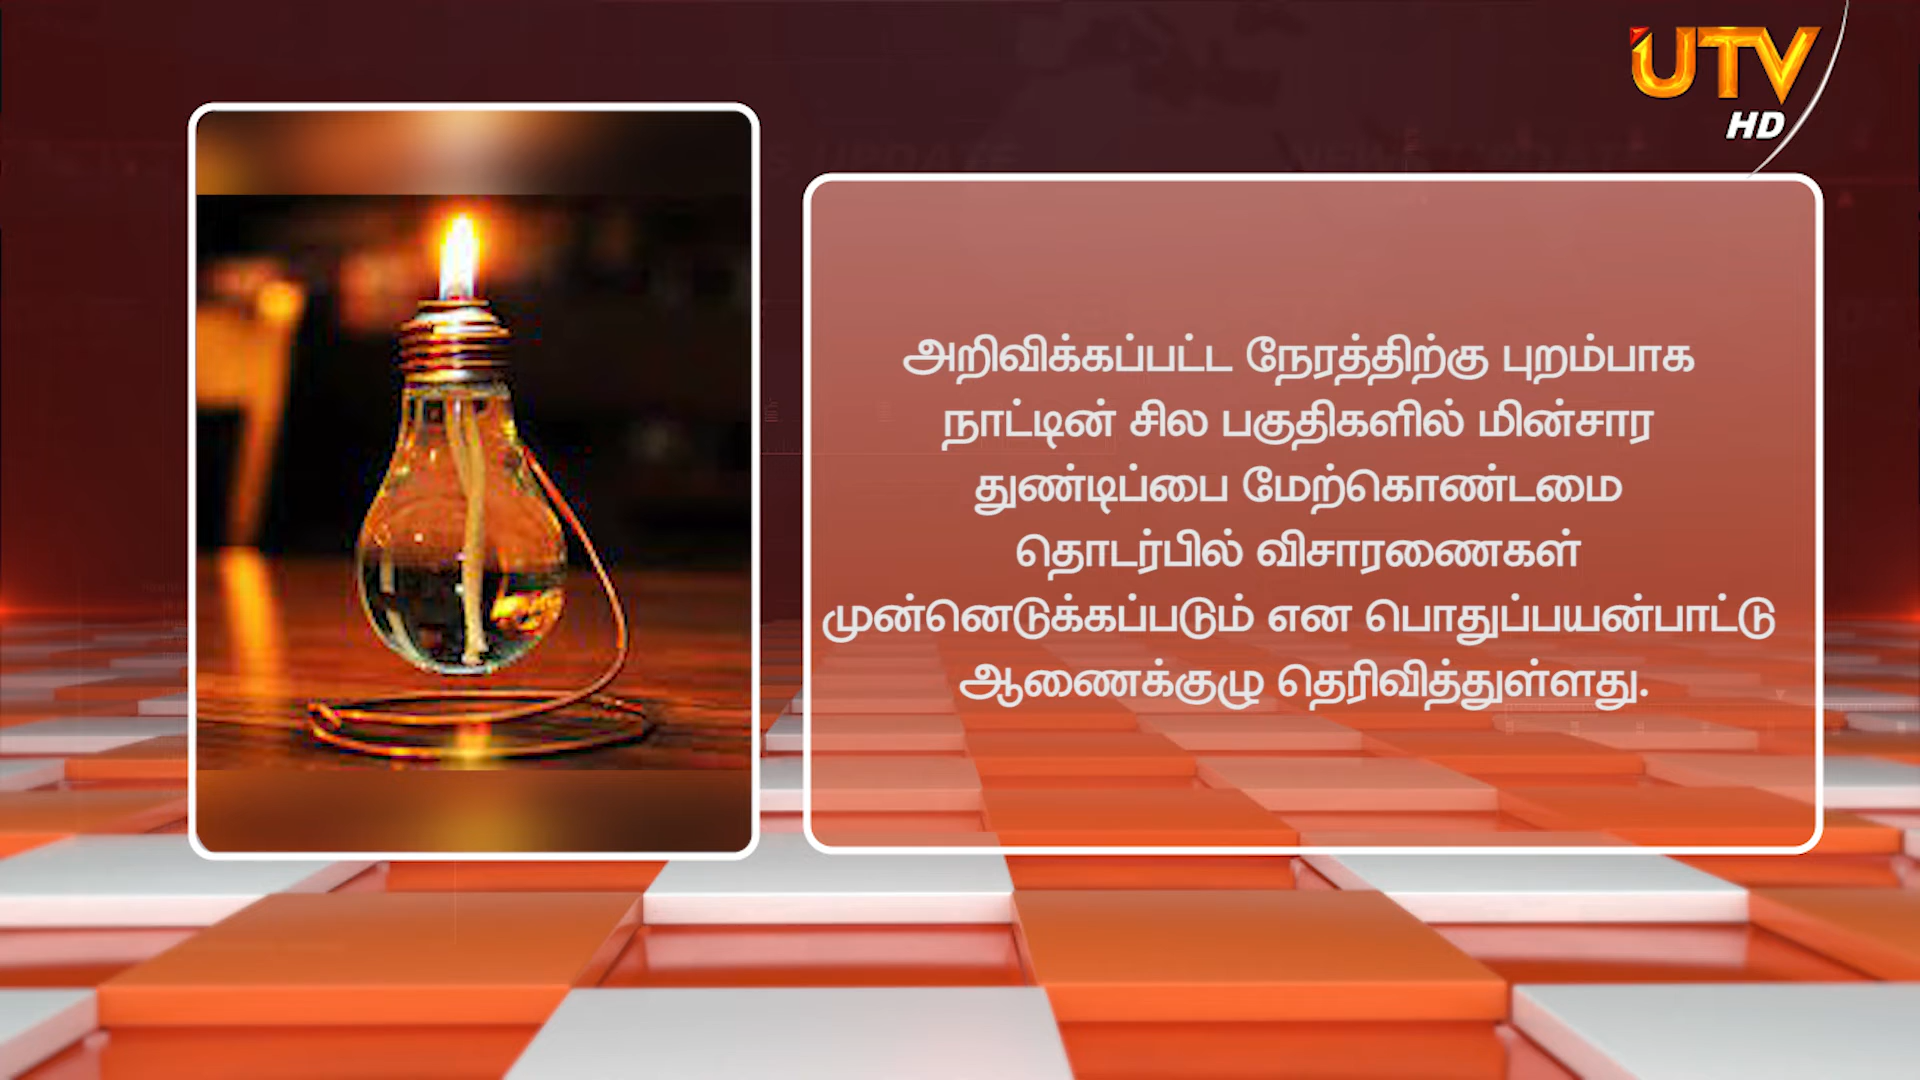 UTV
HD
அறிவிக்கப்பட்ட நேரத்திற்கு புறம்பாக
நாட்டின் சில பகுதிகளில் மின்சார
துண்டிப்பை மேற்கொண்டமை
தொடர்பில் விசாரணைகள்
முன்னெடுக்கப்படும் என பொதுப்பயன்பாட்டு
ஆணைக்குழு தெரிவித்துள்ளது.